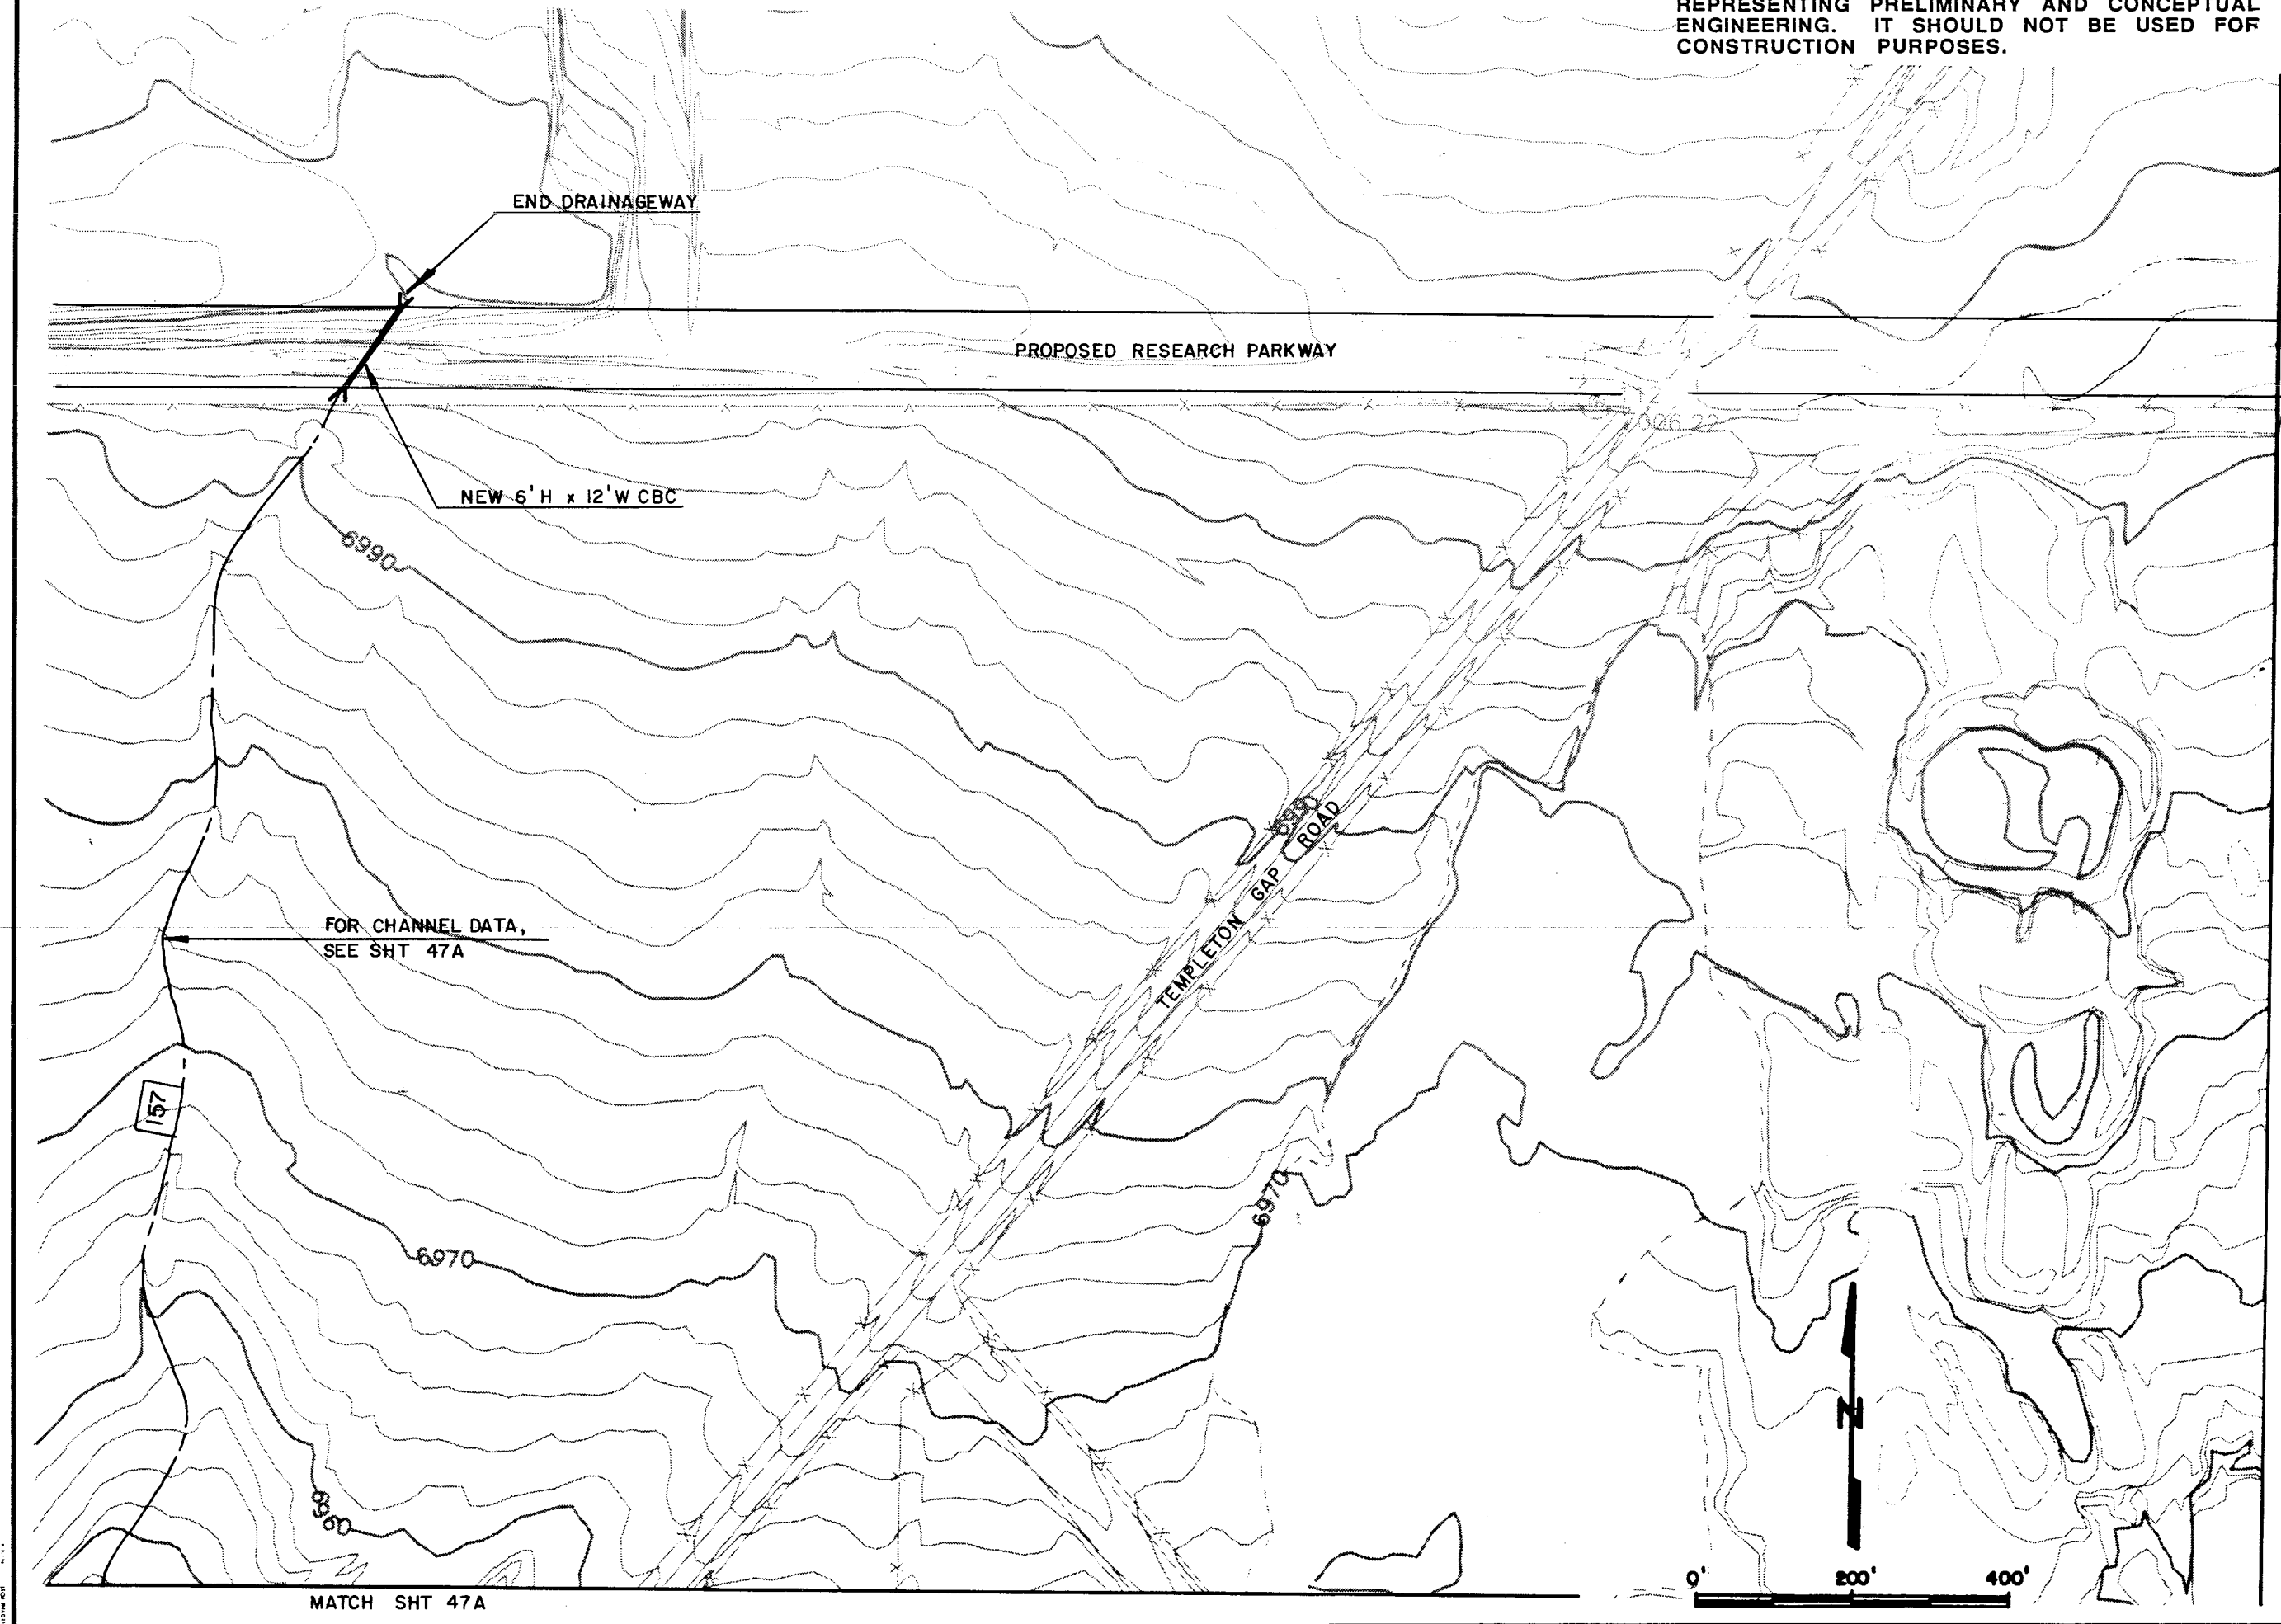 REPRESENTING PRELIMINARY AND CONCEPTUAL
ENGINEERING. IT SHOULD NOT BE USED FOR
CONSTRUCTION PURPOSES.
END DRAINAGEWAY
PROPOSED RESEARCH PARKWAY
NEW 6'H x 12'W CBC
6990
6990
TEMPLETON GAP ROAD
FOR CHANNEL DATA,
SEE SHT 47A
157
6970
6970
6960
N
0' 200' 400'
MATCH SHT 47A